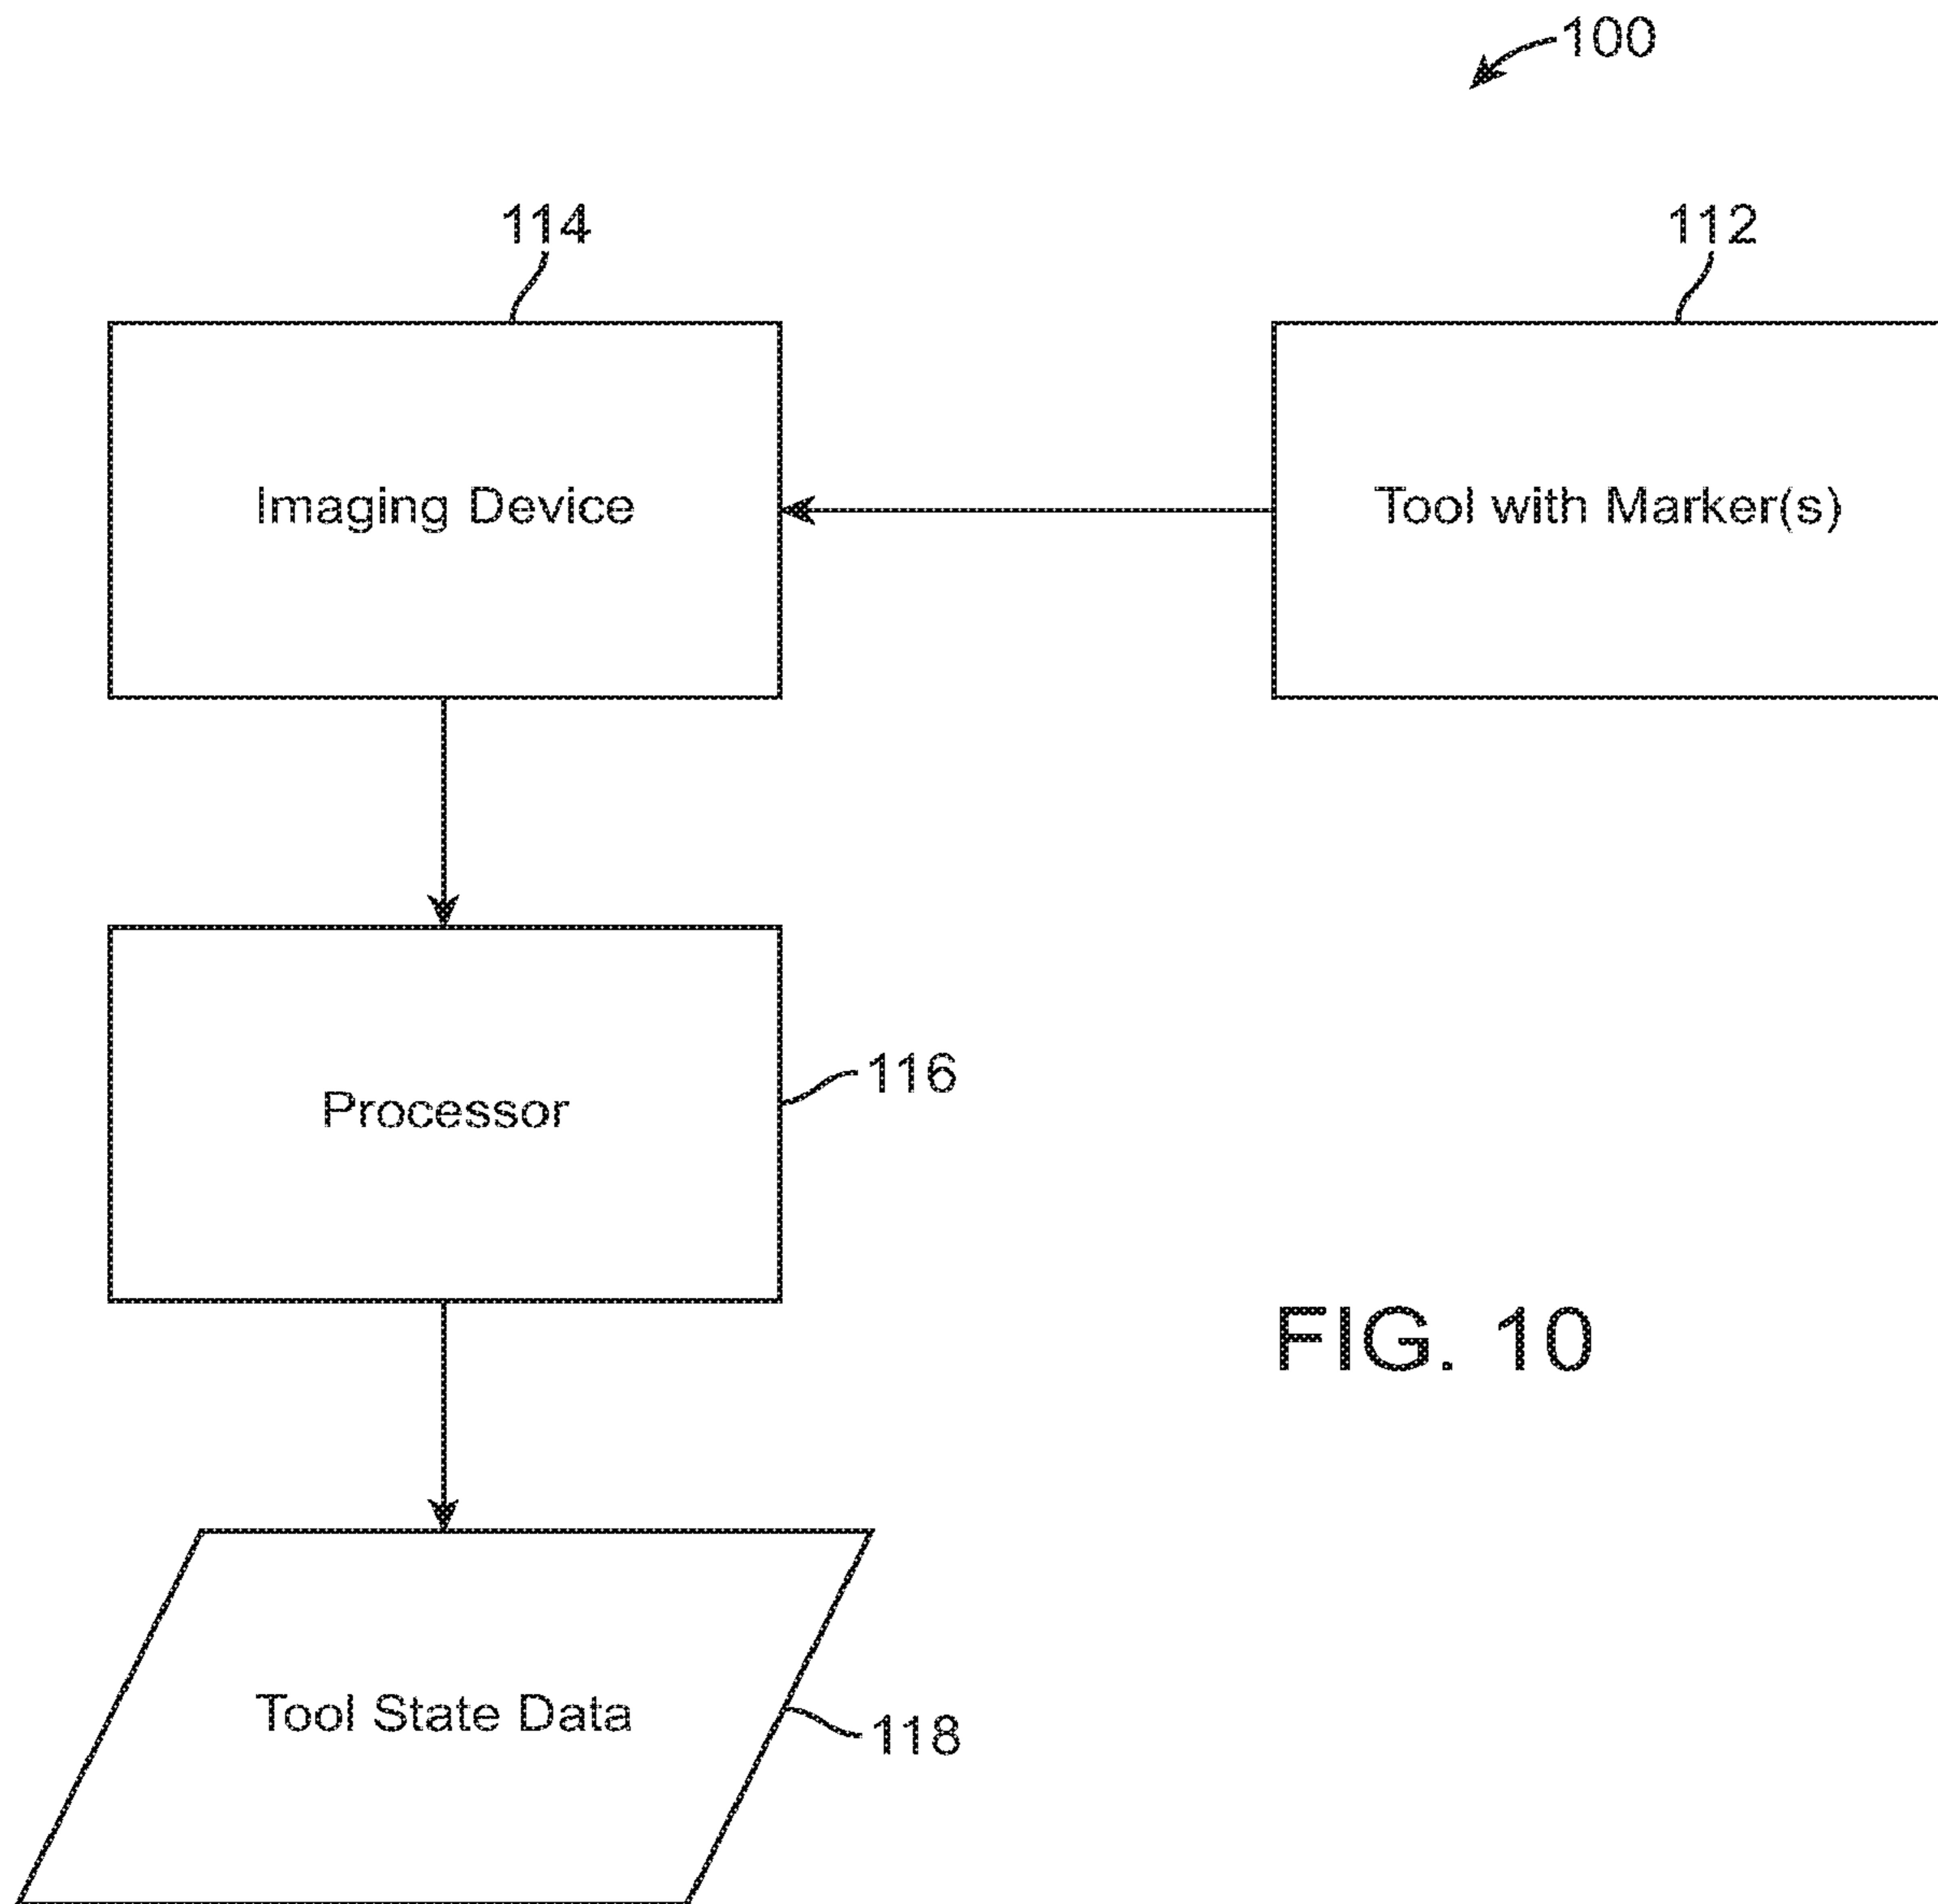 100
114
112
Imaging Device
Tool with Marker(s)
116
Processor
FIG. 10
Tool State Data
118